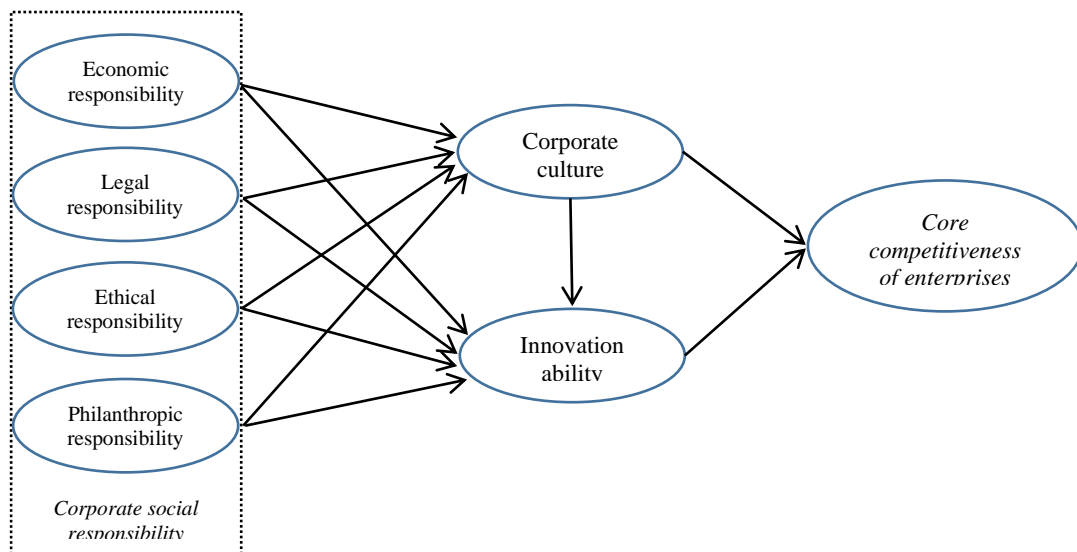 Economic
responsibility
Legal
responsibility
Ethical
responsibility
Philanthropic
responsibility
Corporate social
responsibility
Corporate
culture
Innovation
ability
Core
competitiveness
of enterprises